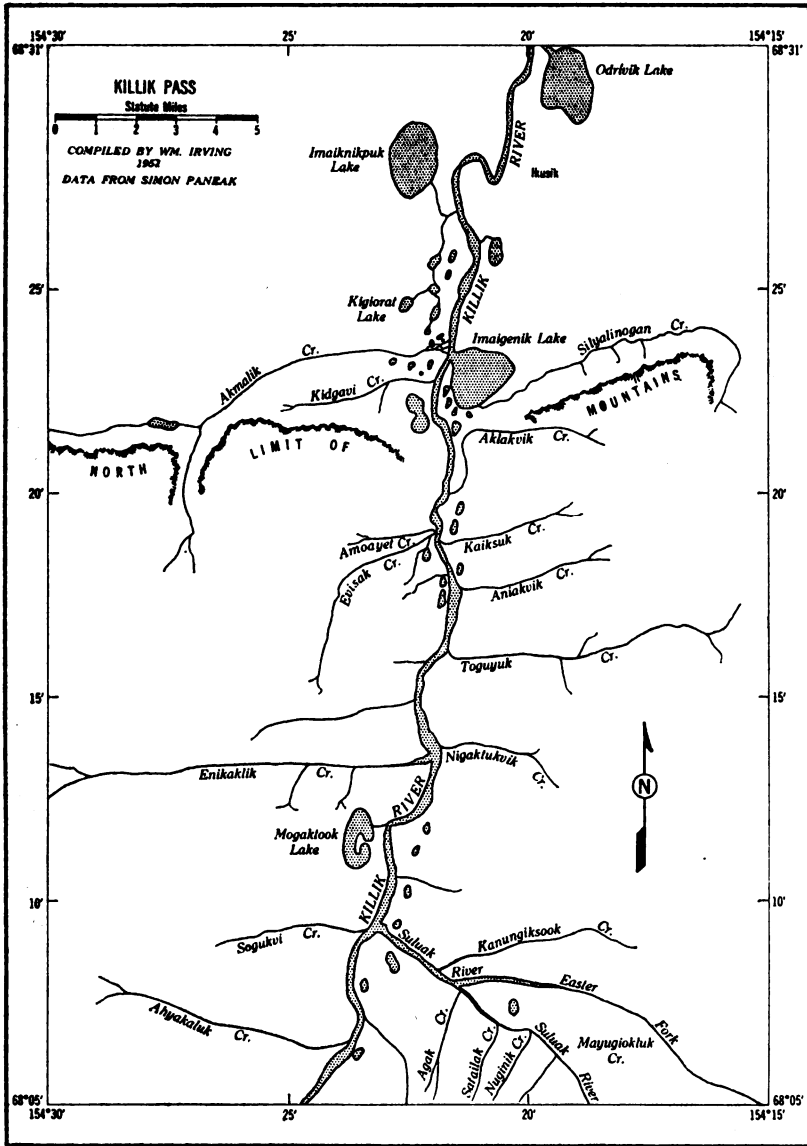 154°30' 25' 20' 154°15'
68°31' 68°31'
KILLIK PASS
Statute Miles
0 1 2 3 4 5
COMPILED BY WM. IRVING
1952
DATA FROM SIMON PANEAK
Odrivik Lake
Imaiknikpuk
Lake
RIVER
Ikusik
25' 25'
Kigiorat
Lake
KILLIK
Imaigenik Lake
Silyalinogan Cr.
Akmalik Cr.
Kidgavi Cr.
MOUNTAINS
LIMIT OF
NORTH
Aklakvik Cr.
20' 20'
Amoayet Cr.
Kaiksuk Cr.
Evisak Cr.
Aniakvik Cr.
Toguyuk Cr.
15' 15'
Enikaklik Cr.
Nigaktukvik Cr.
RIVER
N
Mogaktook
Lake
KILLIK
10' 10'
Sogukvi Cr.
Suluak River
Kanungiksook Cr.
Easter Fork
Ahyakaluk Cr.
Agak Cr.
Satailak Cr.
Nuginik Cr.
Suluak River
Mayugiokluk
Cr.
68°05' 68°05'
154°30' 25' 20' 154°15'